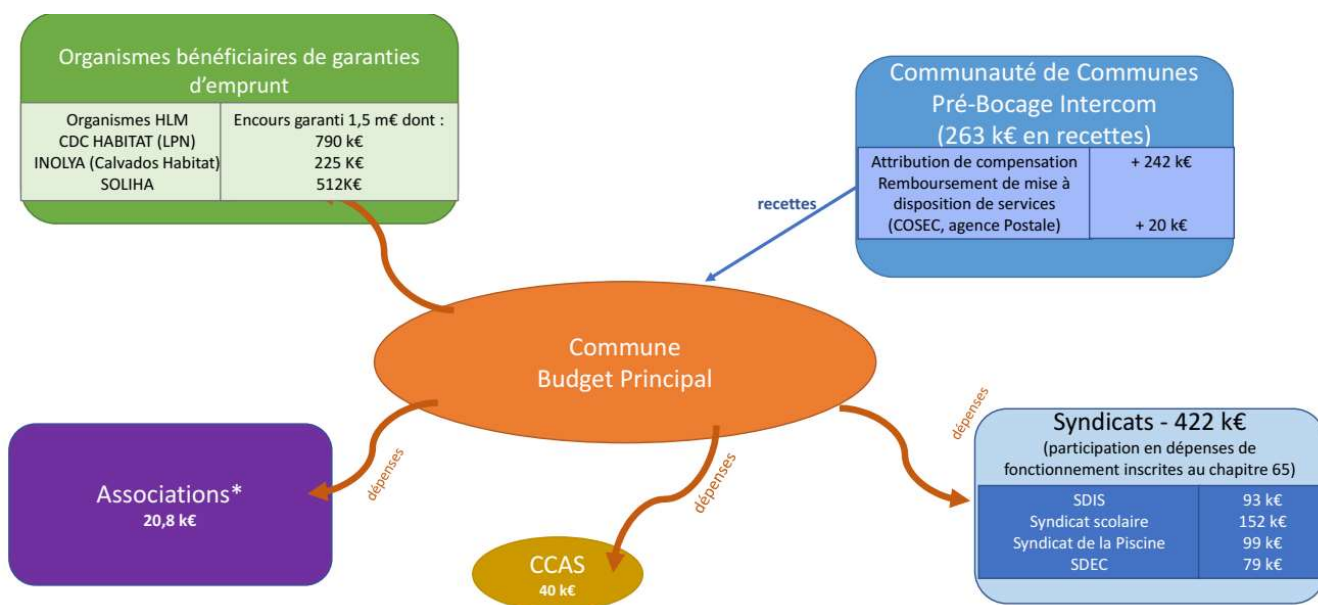 Organismes bénéficiaires de garanties
d'emprunt
Organismes HLM Encours garanti 1,5 m€ dont :
CDC HABITAT (LPN) 790 k€
INOLYA (Calvados Habitat) 225 K€
SOLIHA 512K€
Communauté de Communes
Pré-Bocage Intercom
(263 k€ en recettes)
Attribution de compensation + 242 k€
Remboursement de mise à
disposition de services
(COSEC, agence Postale) + 20 k€
recettes
Commune
Budget Principal
dépenses
dépenses
dépenses
Associations*
20,8 k€
CCAS
40 k€
Syndicats - 422 k€
(participation en dépenses de
fonctionnement inscrites au chapitre 65)
SDIS 93 k€
Syndicat scolaire 152 k€
Syndicat de la Piscine 99 k€
SDEC 79 k€